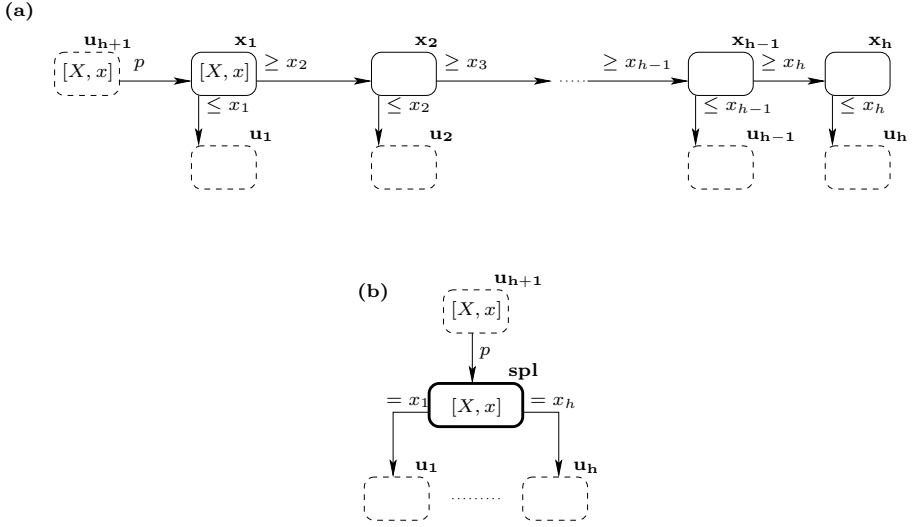 (a)
u_{h+1} x_1 x_2 x_{h−1} x_h
[X, x] p [X, x] ≥ x_2 ≥ x_3 ...... ≥ x_{h−1} ≥ x_h
≤ x_1 ≤ x_2 ≤ x_{h−1} ≤ x_h
u_1 u_2 u_{h−1} u_h
(b)
u_{h+1}
[X, x]
p
spl
= x_1 [X, x] = x_h
u_1 u_h
..........